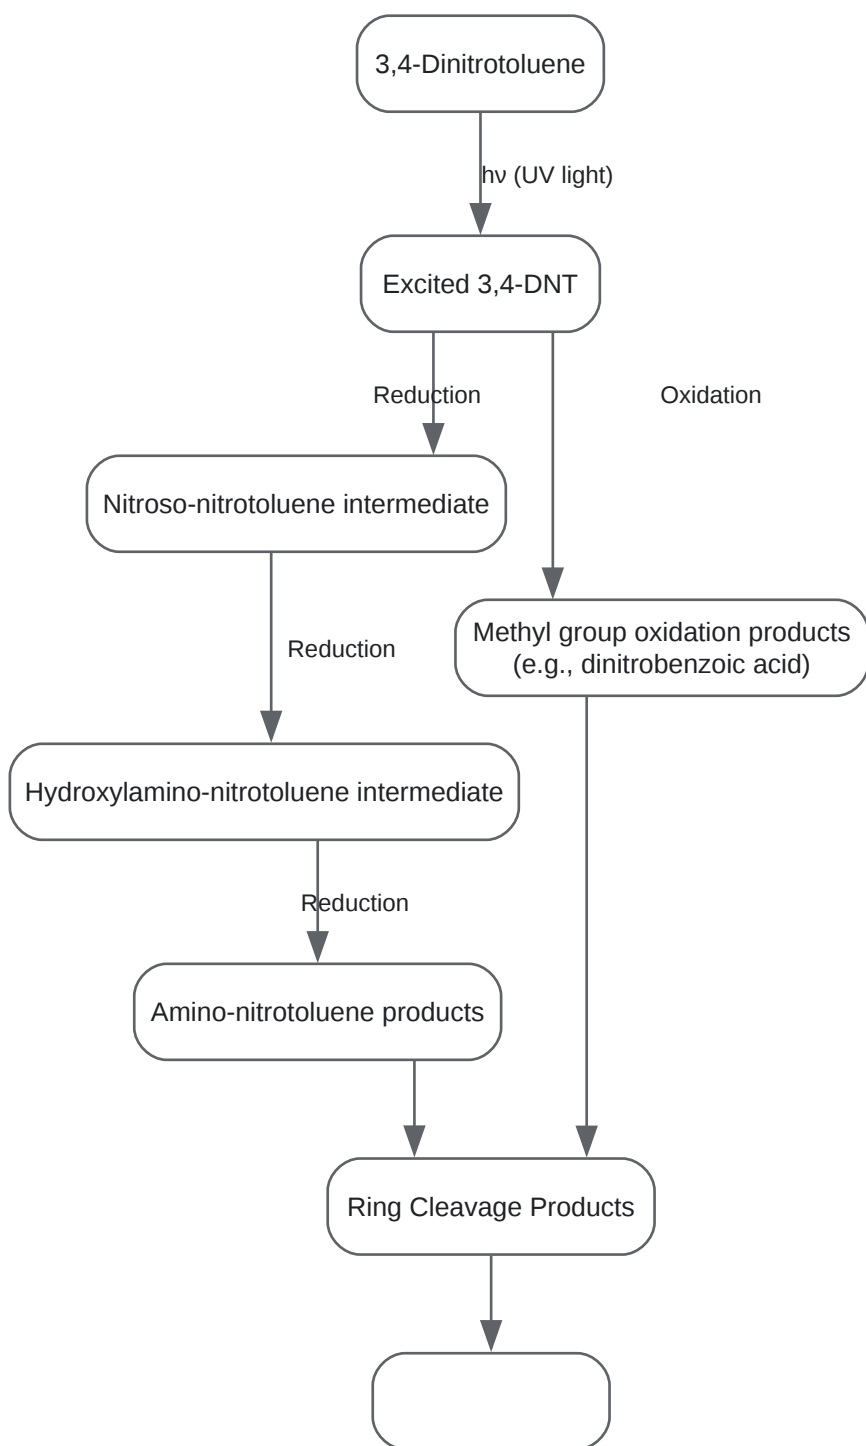 3,4-Dinitrotoluene
hν (UV light)
Excited 3,4-DNT
Reduction
Oxidation
Nitroso-nitrotoluene intermediate
Methyl group oxidation products
(e.g., dinitrobenzoic acid)
Reduction
Hydroxylamino-nitrotoluene intermediate
Reduction
Amino-nitrotoluene products
Ring Cleavage Products